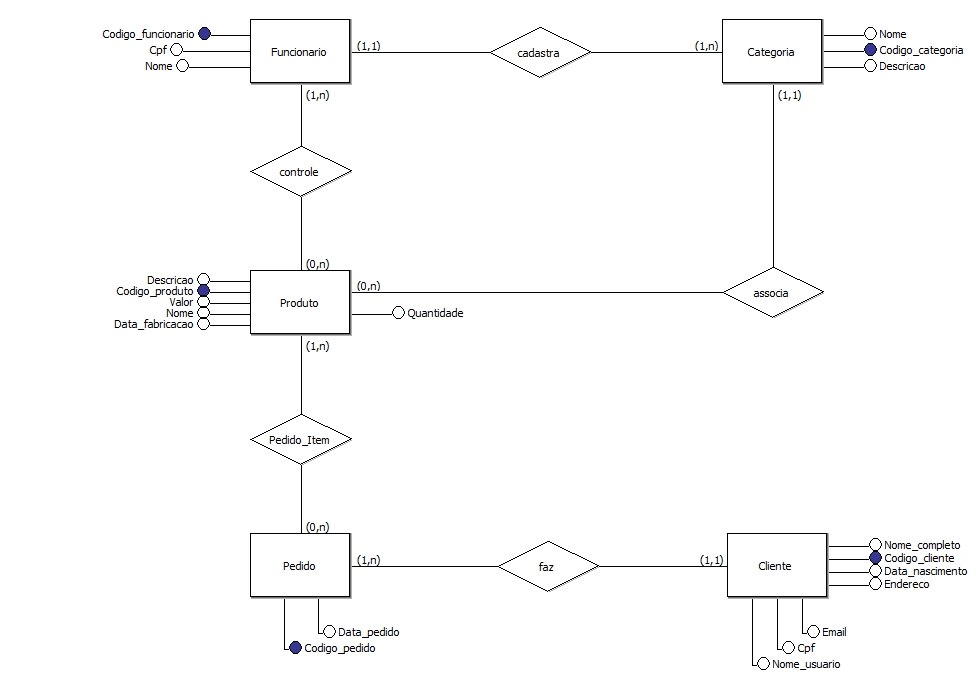 Codigo_funcionario
Cpf
Nome
Funcionario
(1,1)
cadastra
(1,n)
Categoria
Nome
Codigo_categoria
Descricao
(1,n)
(1,1)
controle
(0,n)
Descricao
Codigo_produto
Valor
Nome
Data_fabricacao
Produto
(0,n)
Quantidade
associa
(1,n)
Pedido_Item
(0,n)
Pedido
(1,n)
faz
(1,1)
Cliente
Nome_completo
Codigo_cliente
Data_nascimento
Endereco
Data_pedido
Codigo_pedido
Email
Cpf
Nome_usuario